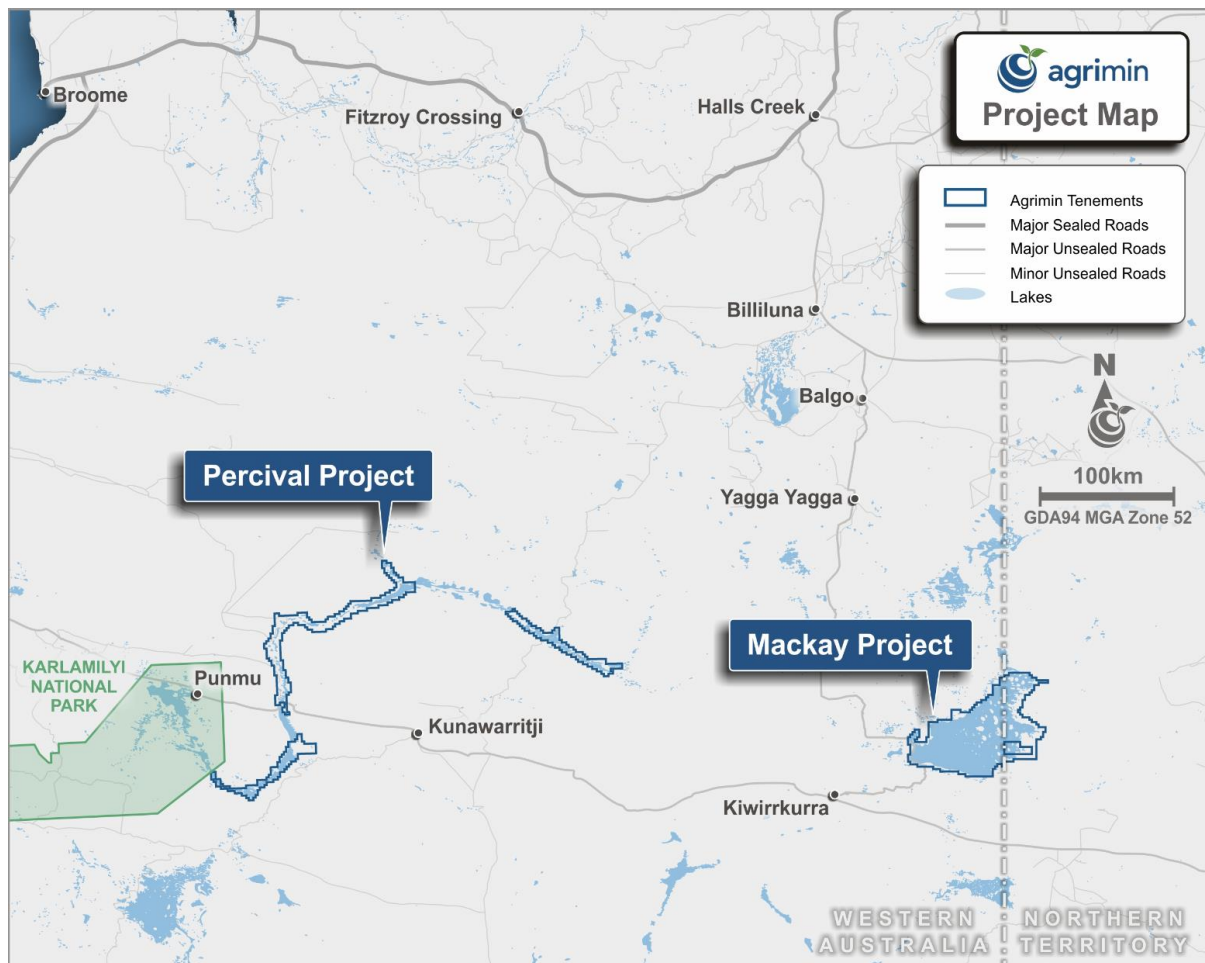 agrimin
Project Map
Agrimin Tenements
Major Sealed Roads
Major Unsealed Roads
Minor Unsealed Roads
Lakes
N
100km
GDA94 MGA Zone 52
Broome
Fitzroy Crossing
Halls Creek
Billiluna
Balgo
Percival Project
Yagga Yagga
Mackay Project
KARLAMILYI
NATIONAL
PARK
Punmu
Kunawarritji
Kiwirrkurra
WESTERN
AUSTRALIA
NORTHERN
TERRITORY